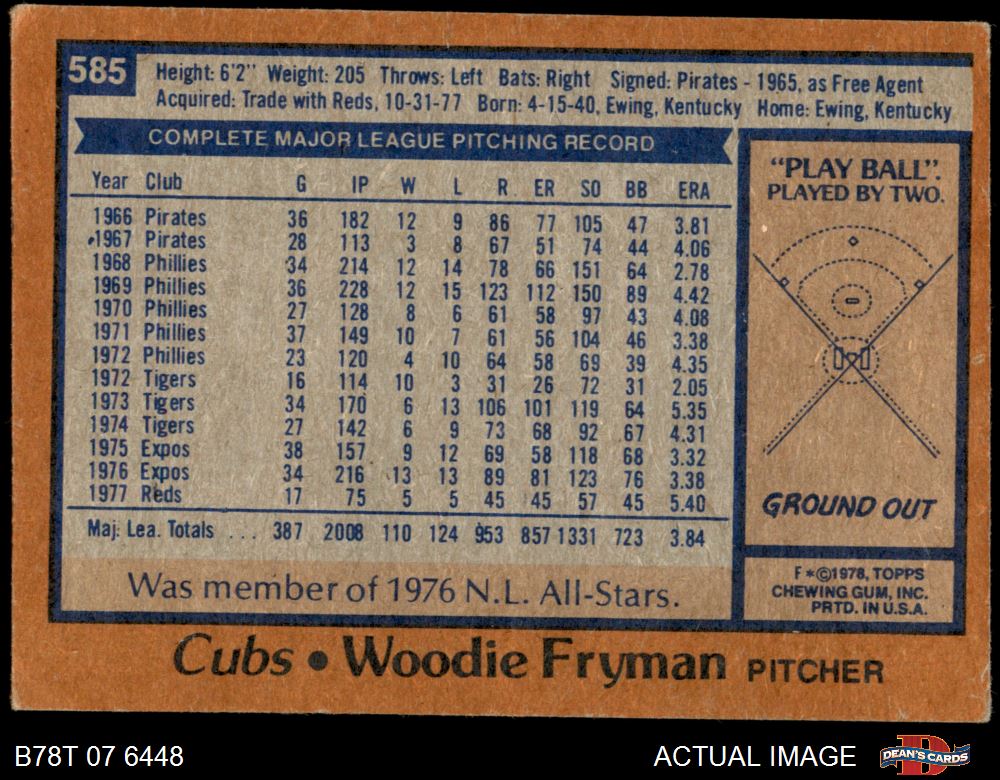 585
Height: 6'2" Weight: 205 Throws: Left Bats: Right Signed: Pirates - 1965, as Free Agent
Acquired: Trade with Reds, 10-31-77 Born: 4-15-40, Ewing, Kentucky Home: Ewing, Kentucky
COMPLETE MAJOR LEAGUE PITCHING RECORD
Year Club G IP W L R ER SO BB ERA
1966 Pirates 36 182 12 9 86 77 105 47 3.81
1967 Pirates 28 113 3 8 67 51 74 44 4.06
1968 Phillies 34 214 12 14 78 66 151 64 2.78
1969 Phillies 36 228 12 15 123 112 150 89 4.42
1970 Phillies 27 128 8 6 61 58 97 43 4.08
1971 Phillies 37 149 10 7 61 56 104 46 3.38
1972 Phillies 23 120 4 10 64 58 69 39 4.35
1972 Tigers 16 114 10 3 31 26 72 31 2.05
1973 Tigers 34 170 6 13 106 101 119 64 5.35
1974 Tigers 27 142 6 9 73 68 92 67 4.31
1975 Expos 38 157 9 12 69 58 118 68 3.32
1976 Expos 34 216 13 13 89 81 123 76 3.38
1977 Reds 17 75 5 5 45 45 57 45 5.40
Maj. Lea. Totals ... 387 2008 110 124 953 857 1331 723 3.84
Was member of 1976 N.L. All-Stars.
"PLAY BALL".
PLAYED BY TWO.
GROUND OUT
F*©1978, TOPPS
CHEWING GUM, INC.
PRTD. IN U.S.A.
Cubs • Woodie Fryman PITCHER
B78T 07 6448
ACTUAL IMAGE
DEAN'S CARDS